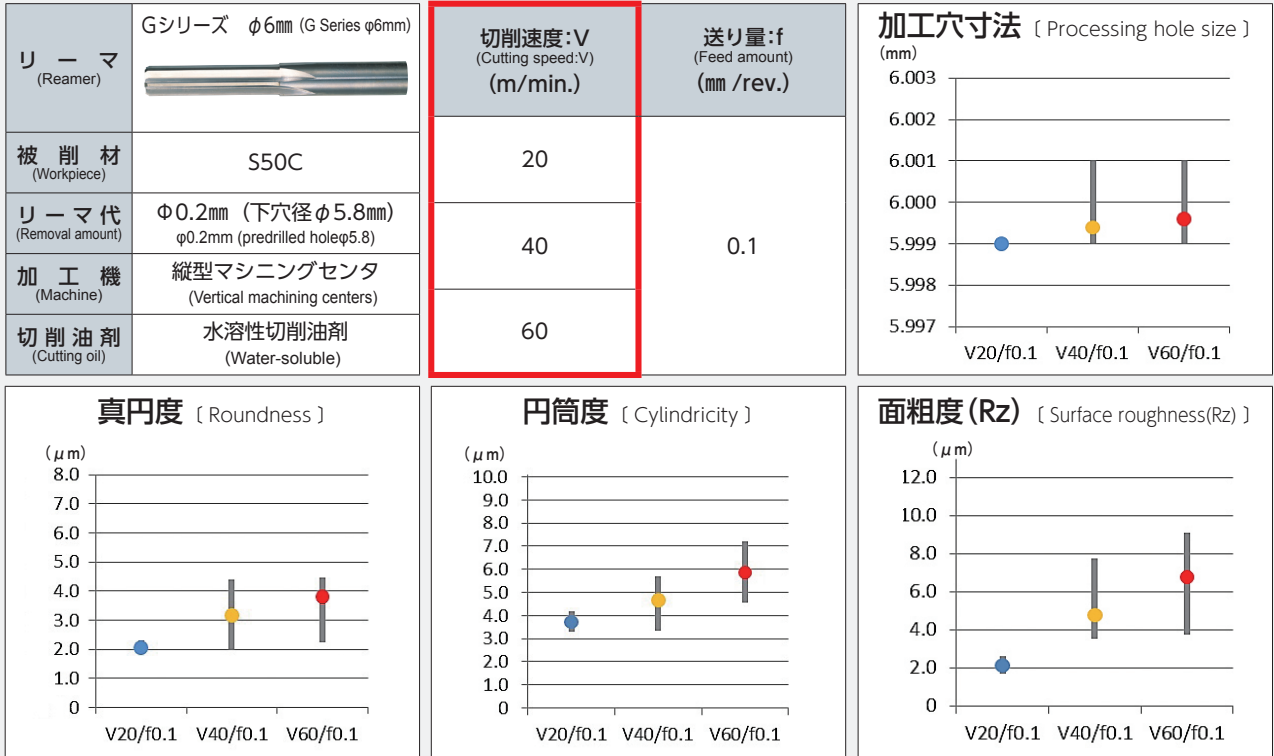 リーマ
(Reamer)
Gシリーズ φ6㎜ (G Series φ6mm)
被削材
(Workpiece)
S50C
リーマ代
(Removal amount)
Φ0.2㎜ (下穴径φ5.8㎜)
φ0.2mm (predrilled holeφ5.8)
加工機
(Machine)
縦型マシニングセンタ
(Vertical machining centers)
切削油剤
(Cutting oil)
水溶性切削油剤
(Water-soluble)
切削速度:V
(Cutting speed:V)
(m/min.)
20
40
60
送り量:f
(Feed amount)
(㎜ /rev.)
0.1
加工穴寸法 〔 Processing hole size 〕
(mm)
6.003
6.002
6.001
6.000
5.999
5.998
5.997
V20/f0.1 V40/f0.1 V60/f0.1
真円度 〔 Roundness 〕
(μm)
8.0
7.0
6.0
5.0
4.0
3.0
2.0
1.0
0
V20/f0.1 V40/f0.1 V60/f0.1
円筒度 〔 Cylindricity 〕
(μm)
10.0
9.0
8.0
7.0
6.0
5.0
4.0
3.0
2.0
1.0
0
V20/f0.1 V40/f0.1 V60/f0.1
面粗度(Rz) 〔 Surface roughness(Rz) 〕
(μm)
12.0
10.0
8.0
6.0
4.0
2.0
0
V20/f0.1 V40/f0.1 V60/f0.1